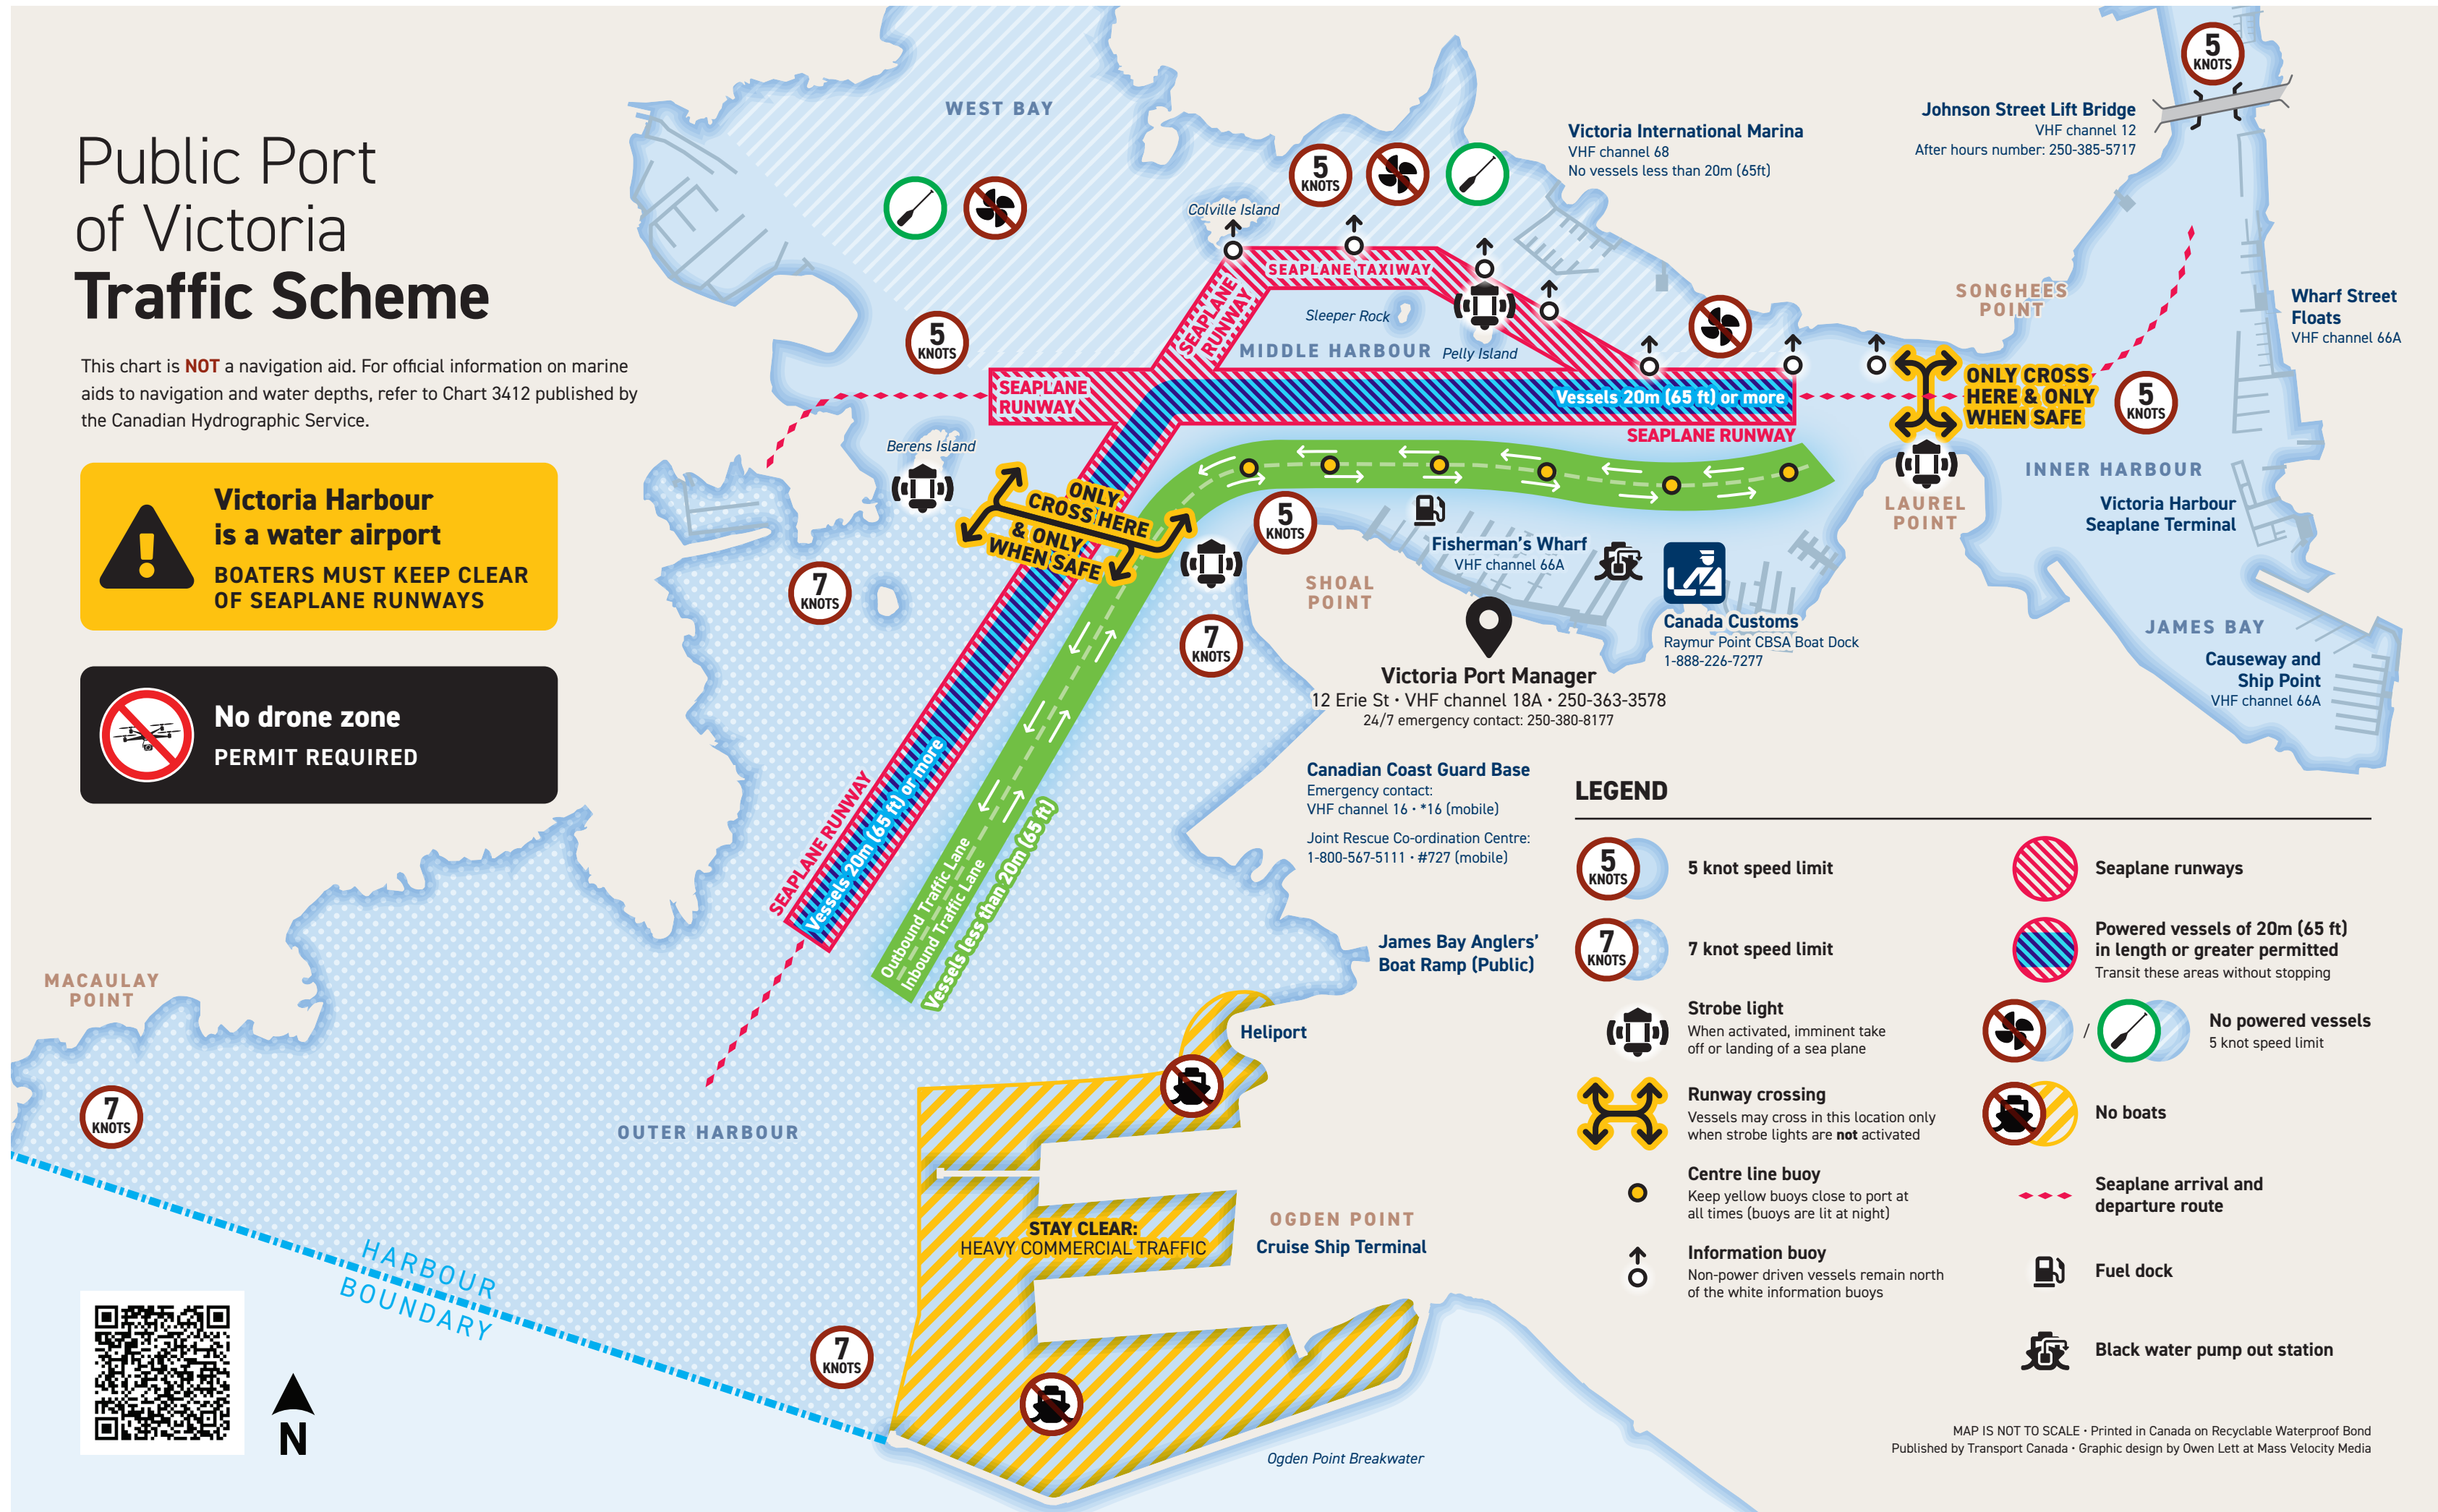 Public Port
of Victoria
Traffic Scheme
This chart is NOT a navigation aid. For official information on marine
aids to navigation and water depths, refer to Chart 3412 published by
the Canadian Hydrographic Service.
Victoria Harbour
is a water airport
BOATERS MUST KEEP CLEAR
OF SEAPLANE RUNWAYS
No drone zone
PERMIT REQUIRED
WEST BAY
5
KNOTS
Colville Island
5
KNOTS
Victoria International Marina
VHF channel 68
No vessels less than 20m (65ft)
Johnson Street Lift Bridge
VHF channel 12
After hours number: 250-385-5717
5
KNOTS
SEAPLANE TAXIWAY
SEAPLANE
RUNWAY
Sleeper Rock
MIDDLE HARBOUR
Pelly Island
SONGHEES
POINT
Wharf Street
Floats
VHF channel 66A
SEAPLANE
RUNWAY
Vessels 20m (65 ft) or more
SEAPLANE RUNWAY
ONLY CROSS
HERE & ONLY
WHEN SAFE
5
KNOTS
Berens Island
ONLY
CROSS HERE
& ONLY
WHEN SAFE
5
KNOTS
INNER HARBOUR
LAUREL
POINT
Victoria Harbour
Seaplane Terminal
Fisherman's Wharf
VHF channel 66A
7
KNOTS
SHOAL
POINT
7
KNOTS
Canada Customs
Raymur Point CBSA Boat Dock
1-888-226-7277
JAMES BAY
Causeway and
Ship Point
VHF channel 66A
Victoria Port Manager
12 Erie St • VHF channel 18A • 250-363-3578
24/7 emergency contact: 250-380-8177
Canadian Coast Guard Base
Emergency contact:
VHF channel 16 • *16 (mobile)
Joint Rescue Co-ordination Centre:
1-800-567-5111 • #727 (mobile)
SEAPLANE RUNWAY
Vessels 20m (65 ft) or more
Outbound Traffic Lane
Inbound Traffic Lane
Vessels less than 20m (65 ft)
James Bay Anglers'
Boat Ramp (Public)
Heliport
MACAULAY
POINT
7
KNOTS
OUTER HARBOUR
STAY CLEAR:
HEAVY COMMERCIAL TRAFFIC
OGDEN POINT
Cruise Ship Terminal
HARBOUR
BOUNDARY
7
KNOTS
N
Ogden Point Breakwater
LEGEND
5
KNOTS
5 knot speed limit
7
KNOTS
7 knot speed limit
Strobe light
When activated, imminent take
off or landing of a sea plane
Runway crossing
Vessels may cross in this location only
when strobe lights are not activated
Centre line buoy
Keep yellow buoys close to port at
all times (buoys are lit at night)
Information buoy
Non-power driven vessels remain north
of the white information buoys
Seaplane runways
Powered vessels of 20m (65 ft)
in length or greater permitted
Transit these areas without stopping
/
No powered vessels
5 knot speed limit
No boats
Seaplane arrival and
departure route
Fuel dock
Black water pump out station
MAP IS NOT TO SCALE • Printed in Canada on Recyclable Waterproof Bond
Published by Transport Canada • Graphic design by Owen Lett at Mass Velocity Media